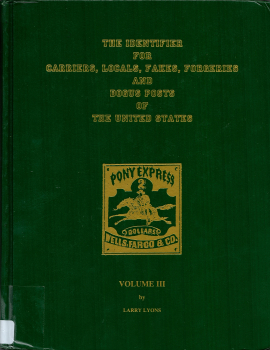 THE IDENTIFIER
FOR
CARRIERS, LOCALS, FAKES, FORGERIES
AND
BOGUS POSTS
OF
THE UNITED STATES
PONY EXPRESS
2
DOLLARS
WELLS, FARGO & CO.
VOLUME III
by
LARRY LYONS